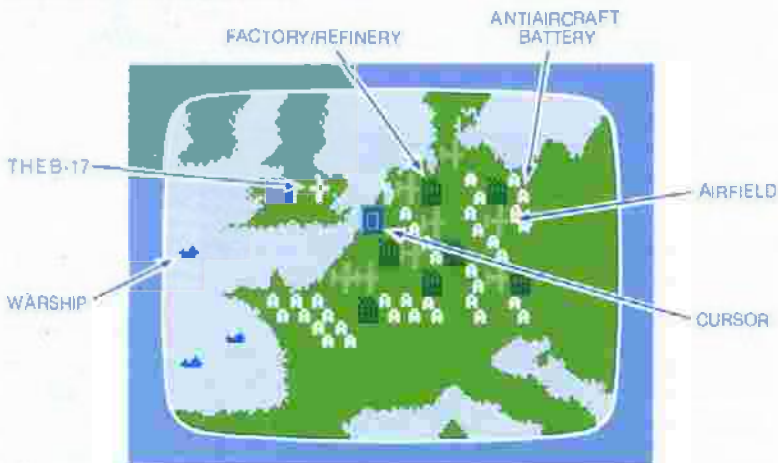 ANTIAIRCRAFT
BATTERY
FACTORY/REFINERY
THE B-17
AIRFIELD
WARSHIP
CURSOR